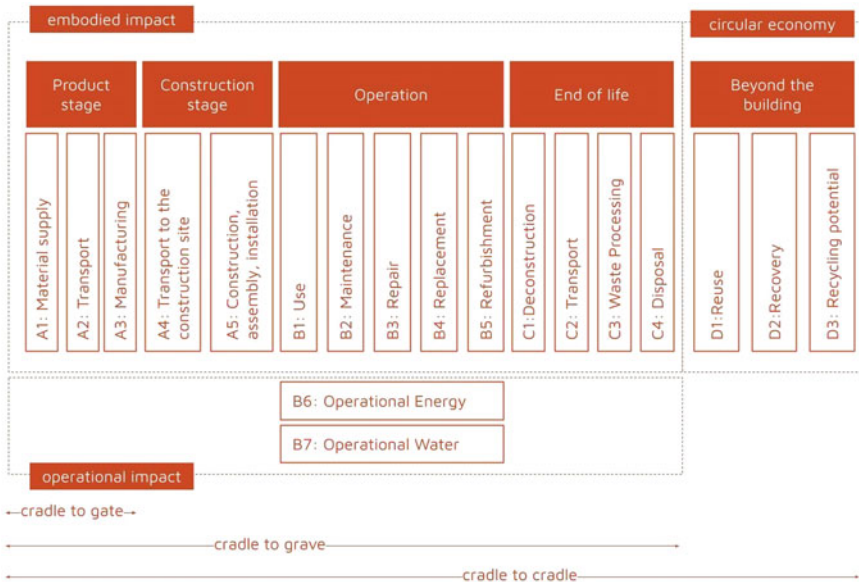 embodied impact
circular economy
Product
stage
Construction
stage
Operation
End of life
Beyond the
building
A1: Material supply
A2: Transport
A3: Manufacturing
A4: Transport to the
construction site
A5: Construction,
assembly, installation
B1: Use
B2: Maintenance
B3: Repair
B4: Replacement
B5: Refurbishment
C1:Deconstruction
C2: Transport
C3: Waste Processing
C4: Disposal
D1:Reuse
D2:Recovery
D3: Recycling potential
B6: Operational Energy
B7: Operational Water
operational impact
cradle to gate
cradle to grave
cradle to cradle